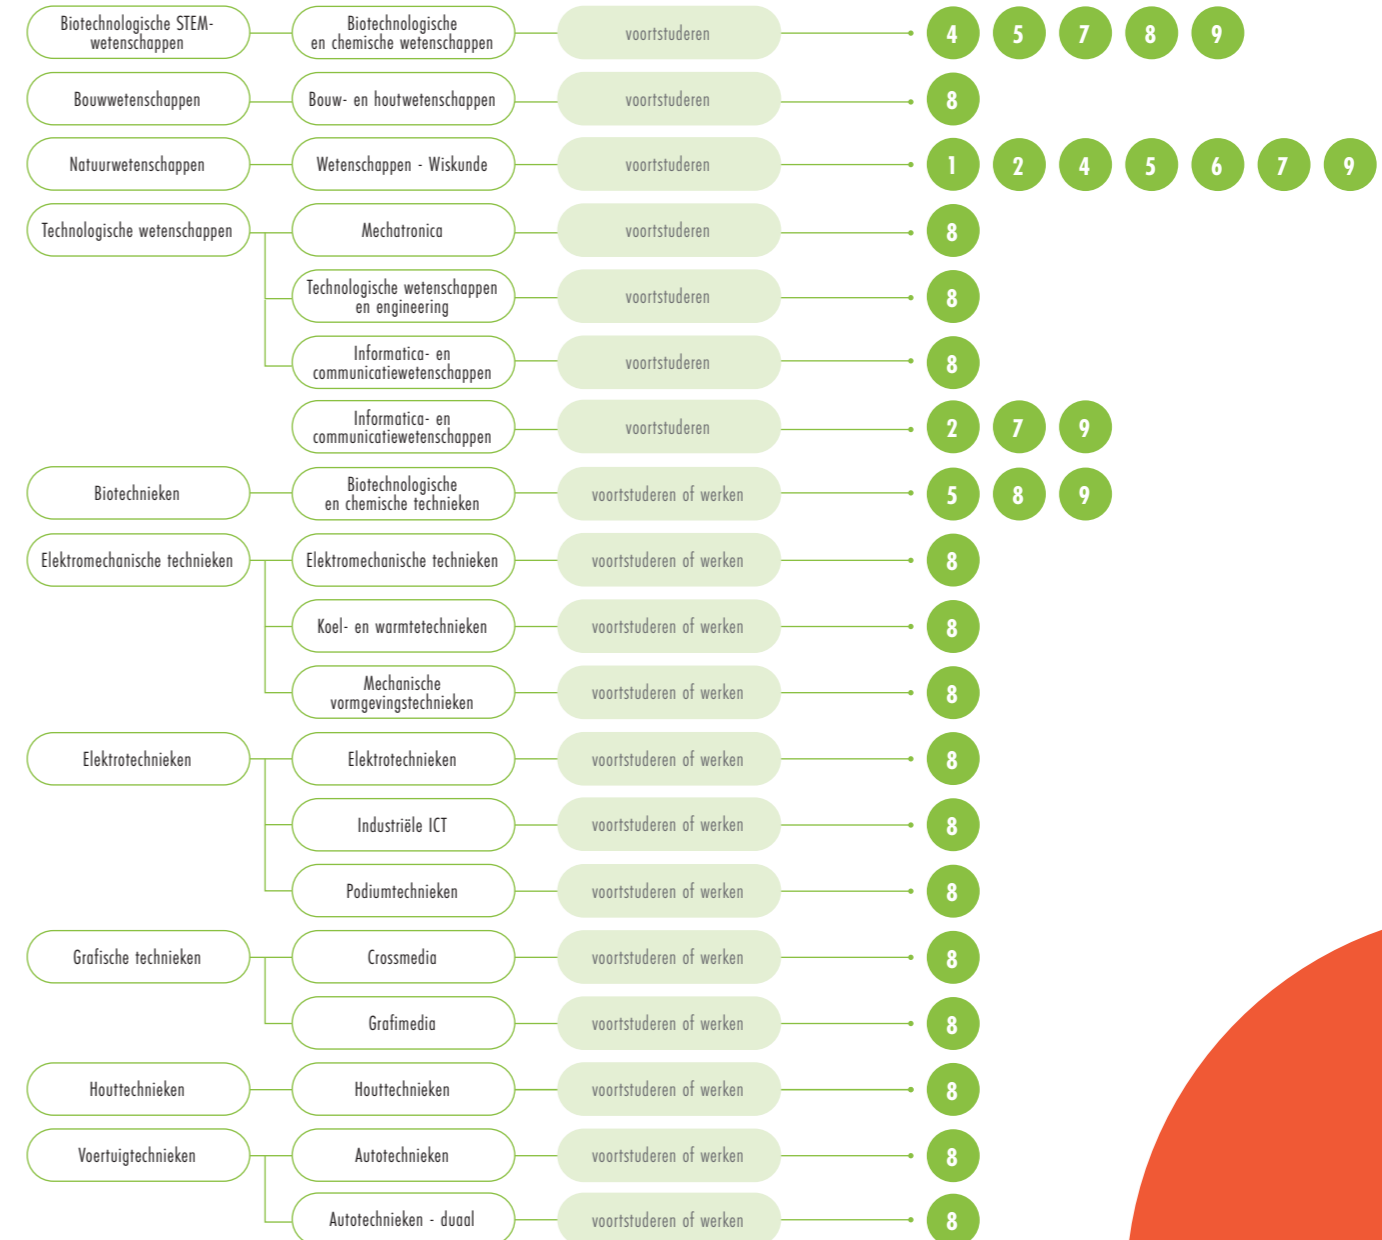 Biotechnologische STEM-
wetenschappen
Biotechnologische
en chemische wetenschappen
voortstuderen
4 5 7 8 9
Bouwwetenschappen
Bouw- en houtwetenschappen
voortstuderen
8
Natuurwetenschappen
Wetenschappen - Wiskunde
voortstuderen
1 2 4 5 6 7 9
Technologische wetenschappen
Mechatronica
voortstuderen
8
Technologische wetenschappen
en engineering
voortstuderen
8
Informatica- en
communicatiewetenschappen
voortstuderen
8
Informatica- en
communicatiewetenschappen
voortstuderen
2 7 9
Biotechnieken
Biotechnologische
en chemische technieken
voortstuderen of werken
5 8 9
Elektromechanische technieken
Elektromechanische technieken
voortstuderen of werken
8
Koel- en warmtetechnieken
voortstuderen of werken
8
Mechanische
vormgevingstechnieken
voortstuderen of werken
8
Elektrotechnieken
Elektrotechnieken
voortstuderen of werken
8
Industriële ICT
voortstuderen of werken
8
Podiumtechnieken
voortstuderen of werken
8
Grafische technieken
Crossmedia
voortstuderen of werken
8
Grafimedia
voortstuderen of werken
8
Houttechnieken
Houttechnieken
voortstuderen of werken
8
Voertuigtechnieken
Autotechnieken
voortstuderen of werken
8
Autotechnieken - duaal
voortstuderen of werken
8